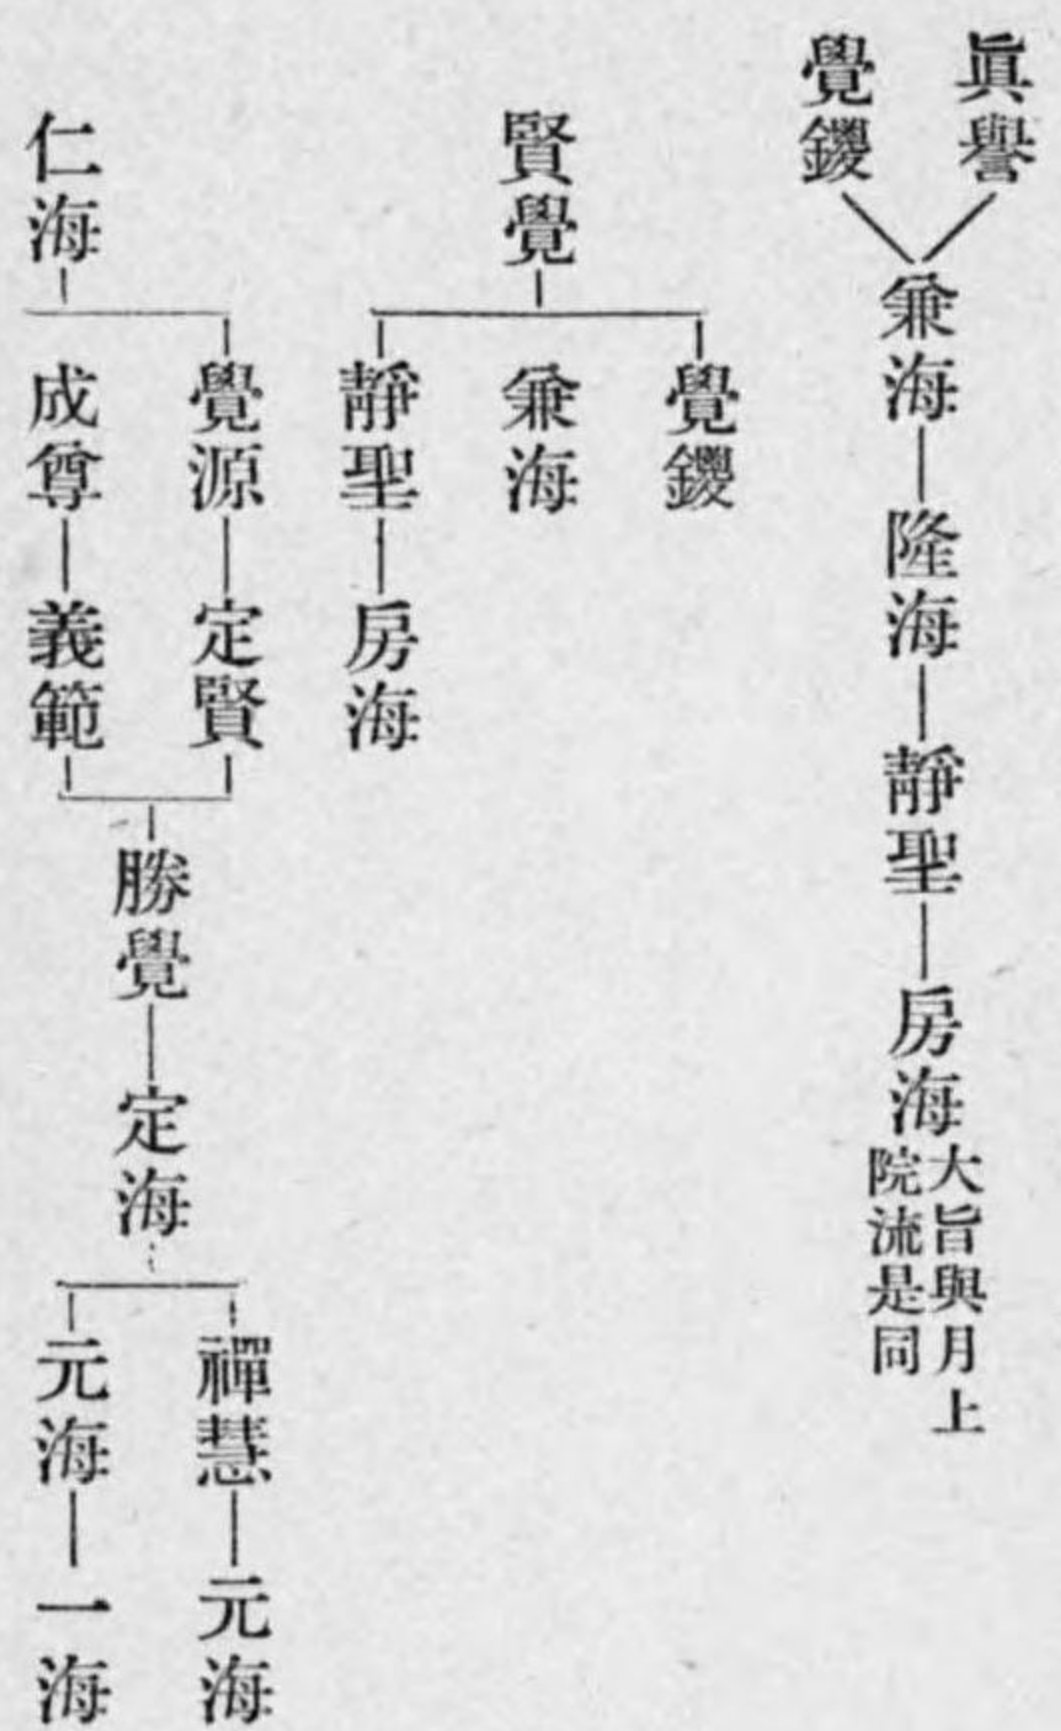 眞譽
覺鑁
兼海
隆海
靜聖
房海
大旨與月上
院流是同
賢覺
覺鑁
兼海
靜聖
房海
仁海
覺源
定賢
成尊
義範
勝覺
定海
禪慧
元海
元海
一海